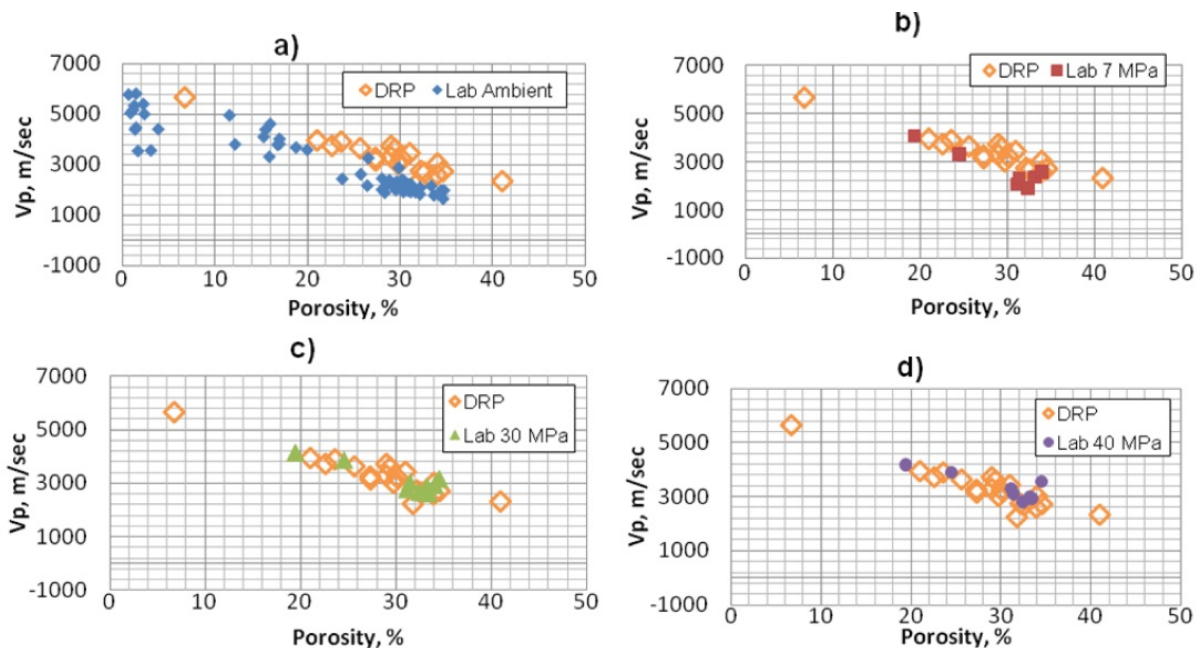 a)
7000
5000
3000
1000
-1000
Vp, m/sec
DRP Lab Ambient
0 10 20 30 40 50
Porosity, %
b)
7000
5000
3000
1000
-1000
Vp, m/sec
DRP Lab 7 MPa
0 10 20 30 40 50
Porosity, %
c)
7000
5000
3000
1000
-1000
Vp, m/sec
DRP
Lab 30 MPa
0 10 20 30 40 50
Porosity, %
d)
7000
5000
3000
1000
-1000
Vp, m/sec
DRP
Lab 40 MPa
0 10 20 30 40 50
Porosity, %